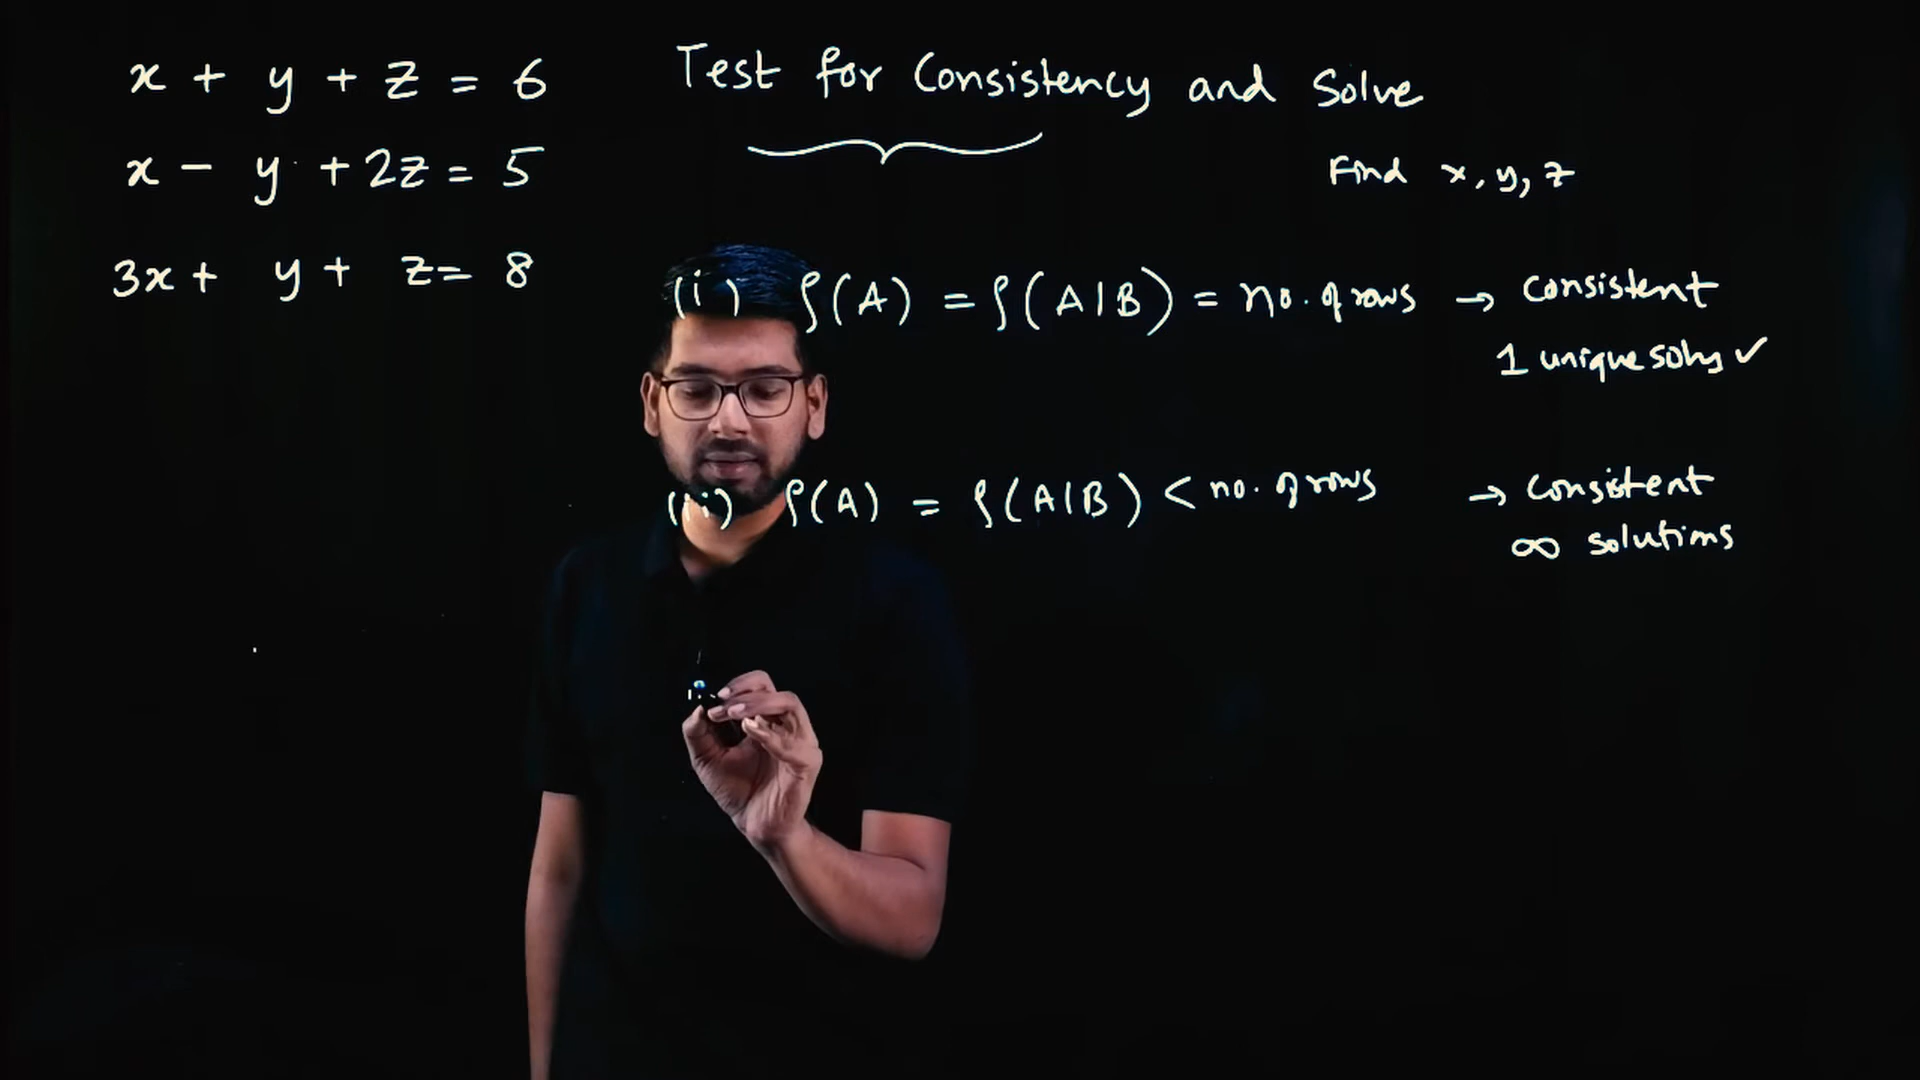 x + y + z = 6
x - y + 2z = 5
3x + y + z = 8
Test for Consistency and Solve
Find x, y, z
(i) ρ(A) = ρ(A|B) = no. of rows → Consistent
1 unique solns ✓
(ii) ρ(A) = ρ(A|B) < no. of rows → Consistent
∞ solutions